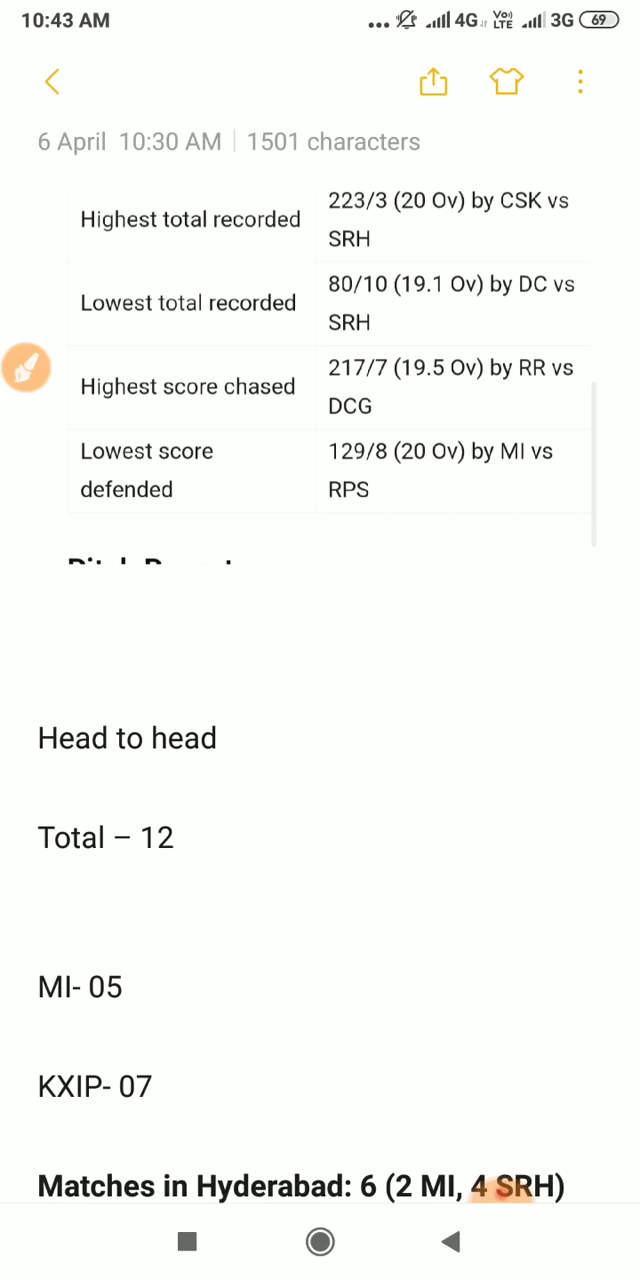 10:43 AM
4G Vo) LTE 3G 69
6 April 10:30 AM | 1501 characters
Highest total recorded
223/3 (20 Ov) by CSK vs
SRH
Lowest total recorded
80/10 (19.1 Ov) by DC vs
SRH
Highest score chased
217/7 (19.5 Ov) by RR vs
DCG
Lowest score
defended
129/8 (20 Ov) by MI vs
RPS
Head to head
Total – 12
MI- 05
KXIP- 07
Matches in Hyderabad: 6 (2 MI, 4 SRH)